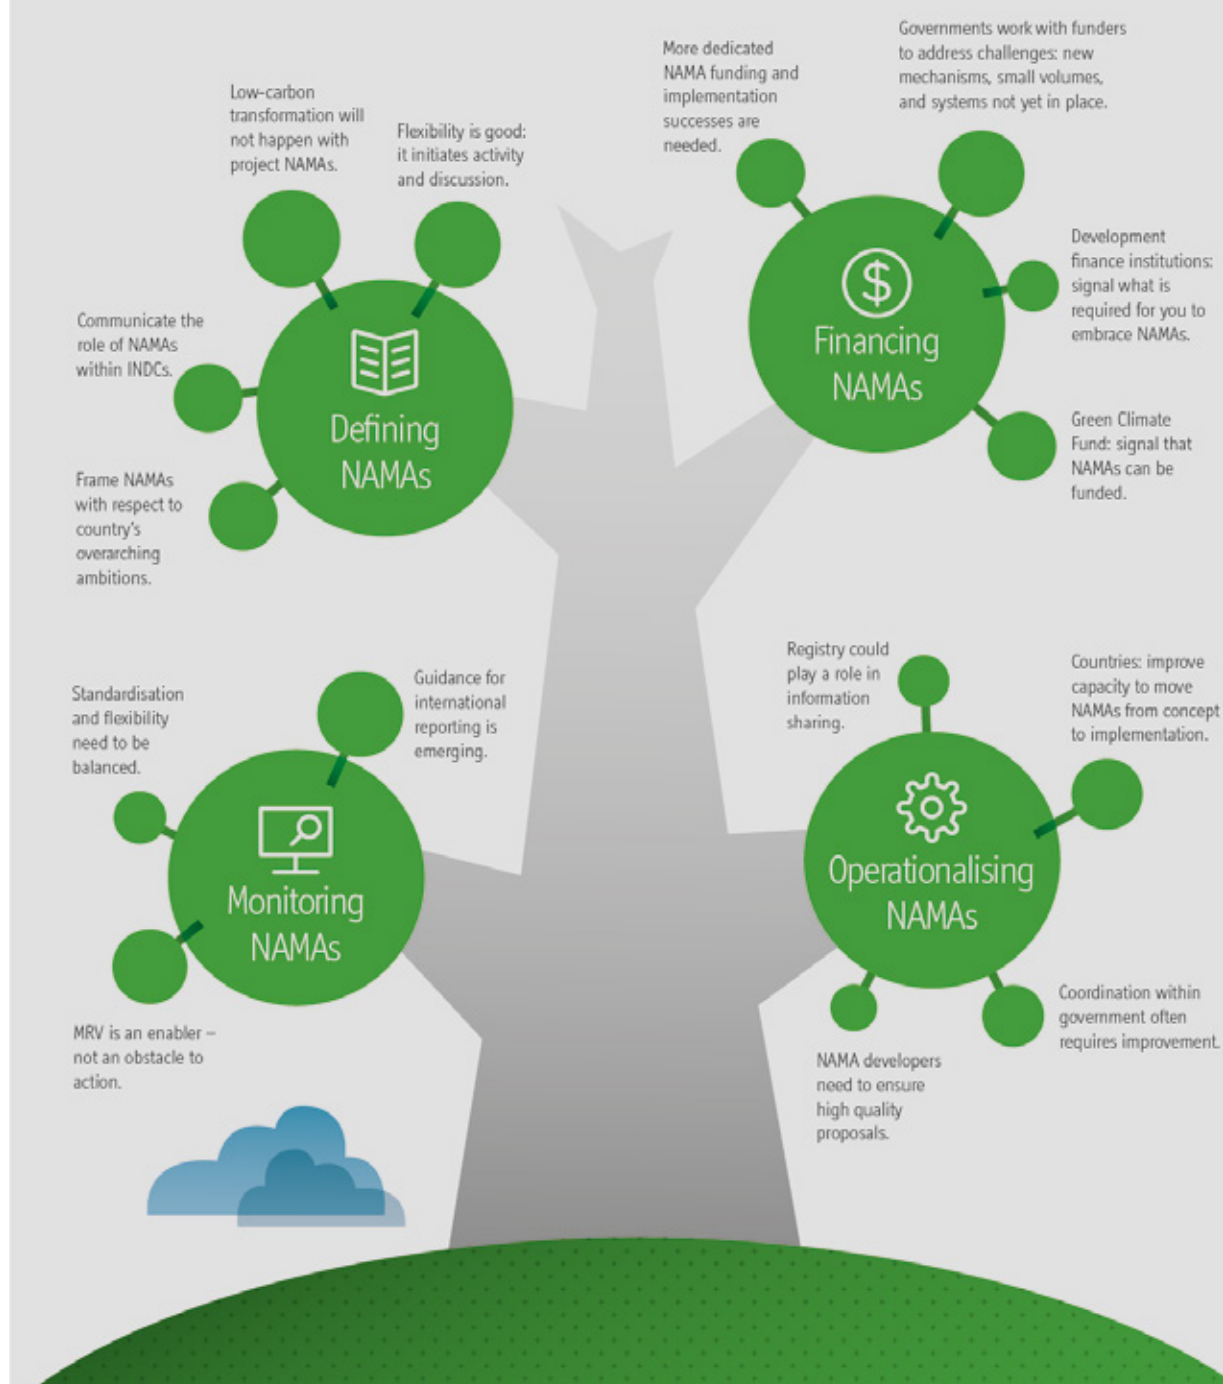 Low-carbon
transformation will
not happen with
project NAMAs.
Flexibility is good:
it initiates activity
and discussion.
Communicate the
role of NAMAs
within INDCs.
Frame NAMAs
with respect to
country's
overarching
ambitions.
Defining
NAMAs
More dedicated
NAMA funding and
implementation
successes are
needed.
Governments work with funders
to address challenges: new
mechanisms, small volumes,
and systems not yet in place.
Development
finance institutions:
signal what is
required for you to
embrace NAMAs.
Green Climate
Fund: signal that
NAMAs can be
funded.
$
Financing
NAMAs
Standardisation
and flexibility
need to be
balanced.
Guidance for
international
reporting is
emerging.
Monitoring
NAMAs
MRV is an enabler –
not an obstacle to
action.
Registry could
play a role in
information
sharing.
Countries: improve
capacity to move
NAMAs from concept
to implementation.
Operationalising
NAMAs
Coordination within
government often
requires improvement.
NAMA developers
need to ensure
high quality
proposals.